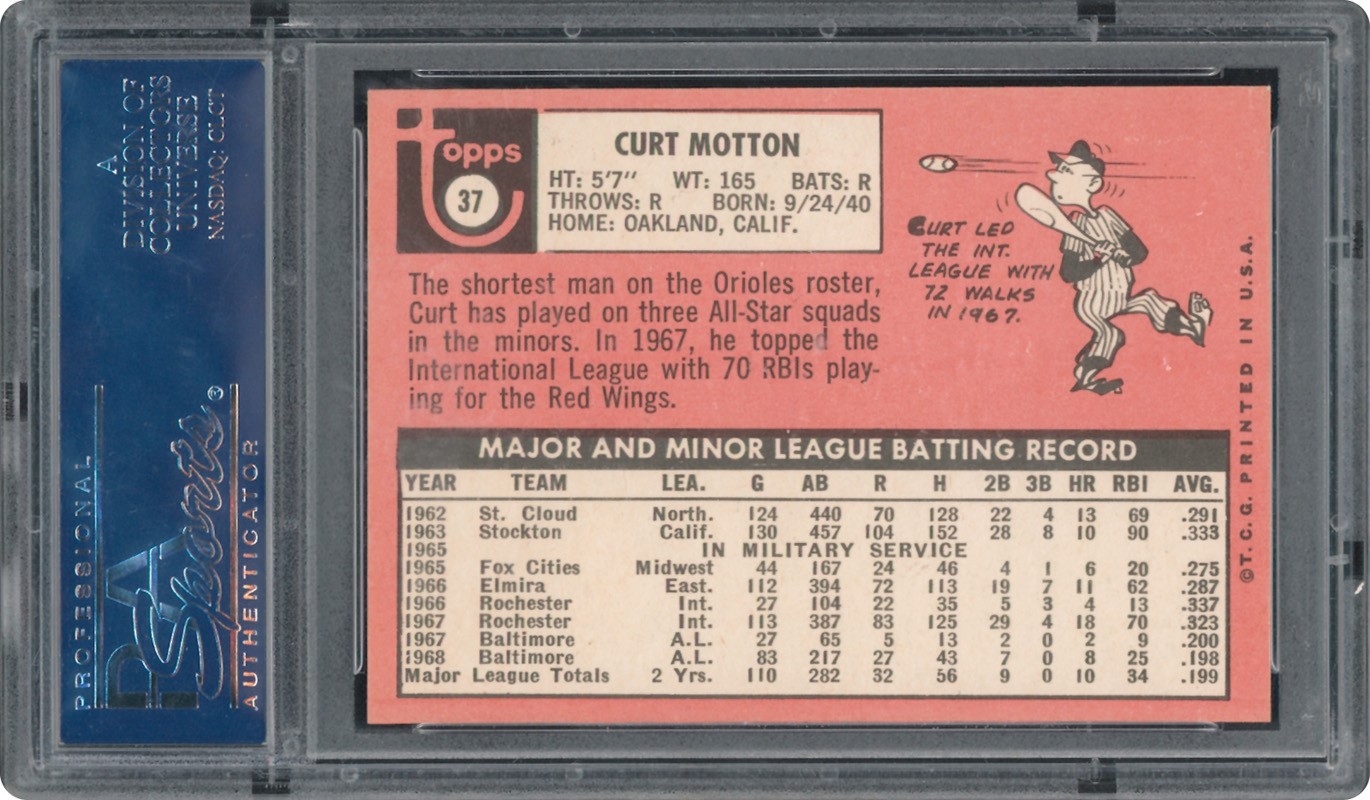 A
DIVISION OF
COLLECTORS
UNIVERSE
NASDAQ: CLCT
PROFESSIONAL
PSA
Sports®
AUTHENTICATOR
topps
37
CURT MOTTON
HT: 5'7" WT: 165 BATS: R
THROWS: R BORN: 9/24/40
HOME: OAKLAND, CALIF.
The shortest man on the Orioles roster,
Curt has played on three All-Star squads
in the minors. In 1967, he topped the
International League with 70 RBIs play-
ing for the Red Wings.
CURT LED
THE INT.
LEAGUE WITH
72 WALKS
IN 1967.
MAJOR AND MINOR LEAGUE BATTING RECORD
YEAR TEAM LEA. G AB R H 2B 3B HR RBI AVG.
1962 St. Cloud North. 124 440 70 128 22 4 13 69 .291
1963 Stockton Calif. 130 457 104 152 28 8 10 90 .333
1965 IN MILITARY SERVICE
1965 Fox Cities Midwest 44 167 24 46 4 1 6 20 .275
1966 Elmira East. 112 394 72 113 19 7 11 62 .287
1966 Rochester Int. 27 104 22 35 5 3 4 13 .337
1967 Rochester Int. 113 387 83 125 29 4 18 70 .323
1967 Baltimore A.L. 27 65 5 13 2 0 2 9 .200
1968 Baltimore A.L. 83 217 27 43 7 0 8 25 .198
Major League Totals 2 Yrs. 110 282 32 56 9 0 10 34 .199
©T.C.G. PRINTED IN U.S.A.